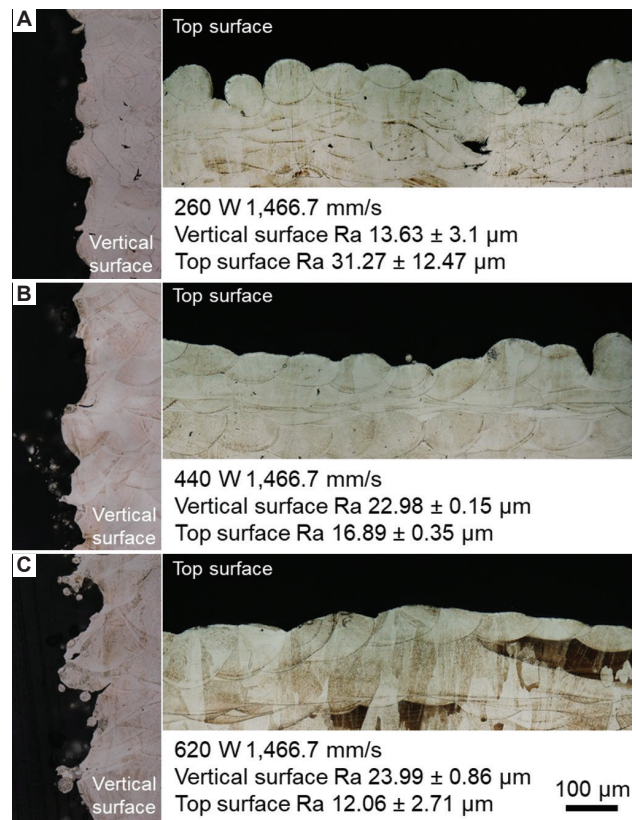 A
Top surface
Vertical
surface
260 W 1,466.7 mm/s
Vertical surface Ra 13.63 ± 3.1 µm
Top surface Ra 31.27 ± 12.47 µm
B
Top surface
Vertical
surface
440 W 1,466.7 mm/s
Vertical surface Ra 22.98 ± 0.15 µm
Top surface Ra 16.89 ± 0.35 µm
C
Top surface
Vertical
surface
620 W 1,466.7 mm/s
Vertical surface Ra 23.99 ± 0.86 µm
Top surface Ra 12.06 ± 2.71 µm
100 µm